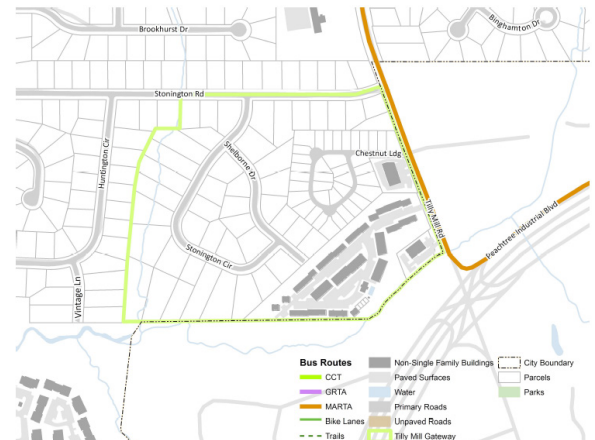 Brookhurst Dr
Binghamton Dr
Stonington Rd
Huntington Cir
Shelborne Dr
Chestnut Ldg
Tilly Mill Rd
Peachtree Industrial Blvd
Stonington Cir
Vintage Ln
Bus Routes
CCT
GRTA
MARTA
Bike Lanes
Trails
Non-Single Family Buildings
Paved Surfaces
Water
Primary Roads
Unpaved Roads
Tilly Mill Gateway
City Boundary
Parcels
Parks